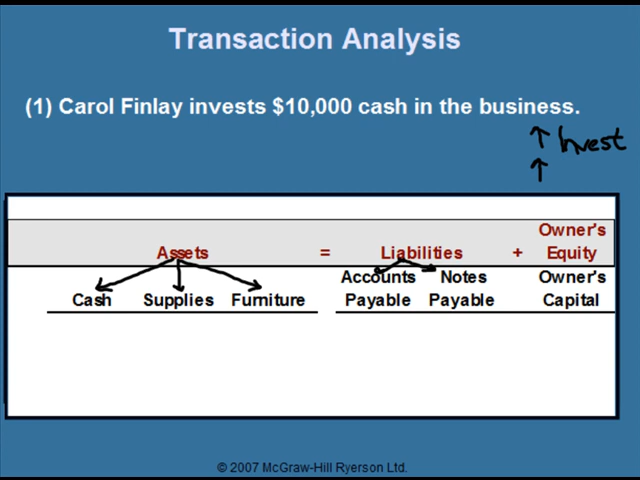 Transaction Analysis
(1) Carol Finlay invests $10,000 cash in the business.
↑ Invest
↑
Owner's
Assets = Liabilities + Equity
Accounts Notes Owner's
Cash Supplies Furniture Payable Payable Capital
© 2007 McGraw-Hill Ryerson Ltd.